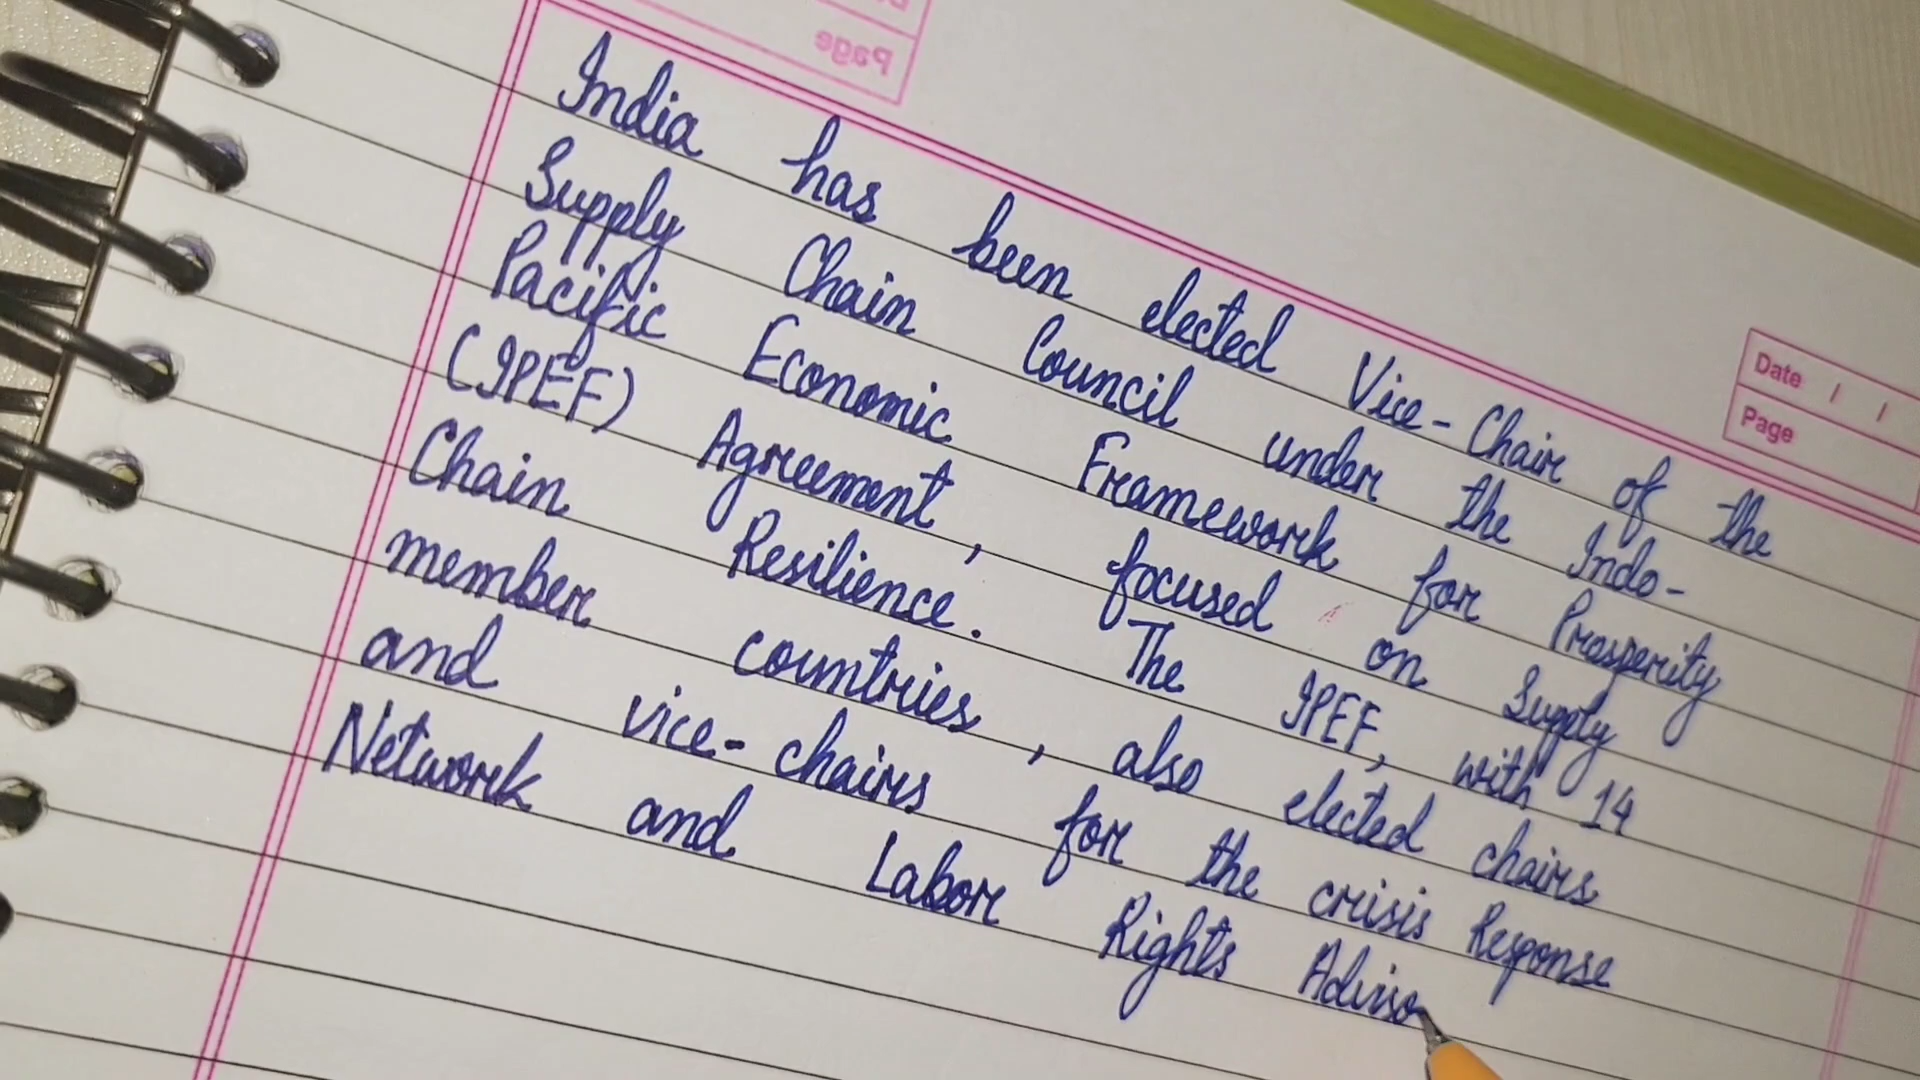 Page
Date / /
Page
India has been elected Vice-Chair of the
Supply Chain Council under the Indo-
Pacific Economic Framework for Prosperity
(IPEF) Agreement, focused on Supply
Chain Resilience. The IPEF, with 14
member countries, also elected chairs
and vice-chairs for the crisis Response
Network and Labor Rights Adviso